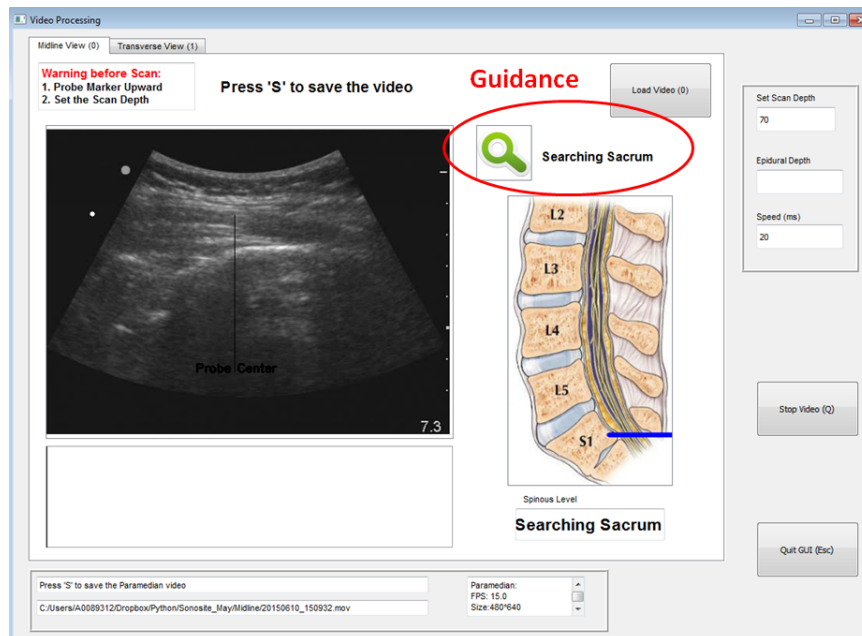 Video Processing
Midline View (0)
Transverse View (1)
Warning before Scan:
1. Probe Marker Upward
2. Set the Scan Depth
Press 'S' to save the video
Guidance
Load Video (0)
Searching Sacrum
Set Scan Depth
70
Epidural Depth
Speed (ms)
20
L2
L3
L4
L5
S1
Probe Center
7.3
Stop Video (Q)
Spinous Level
Searching Sacrum
Quit GUI (Esc)
Press 'S' to save the Paramedian video
C:/Users/A0089312/Dropbox/Python/Sonosite_May/Midline/20150610_150932.mov
Paramedian:
FPS: 15.0
Size:480*640